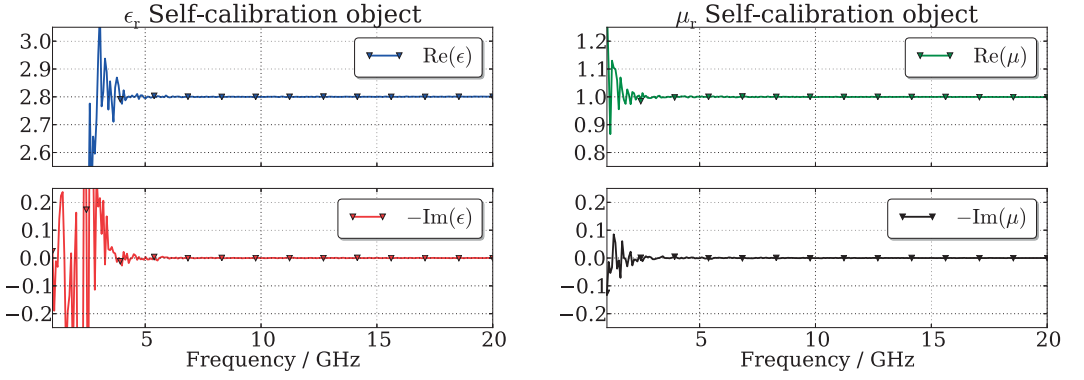 ϵr Self-calibration object
3.0
2.9
2.8
2.7
2.6
Re(ϵ)
0.2
0.1
0.0
−0.1
−0.2
−Im(ϵ)
5 10 15 20
Frequency / GHz
μr Self-calibration object
1.2
1.1
1.0
0.9
0.8
Re(μ)
0.2
0.1
0.0
−0.1
−0.2
−Im(μ)
5 10 15 20
Frequency / GHz